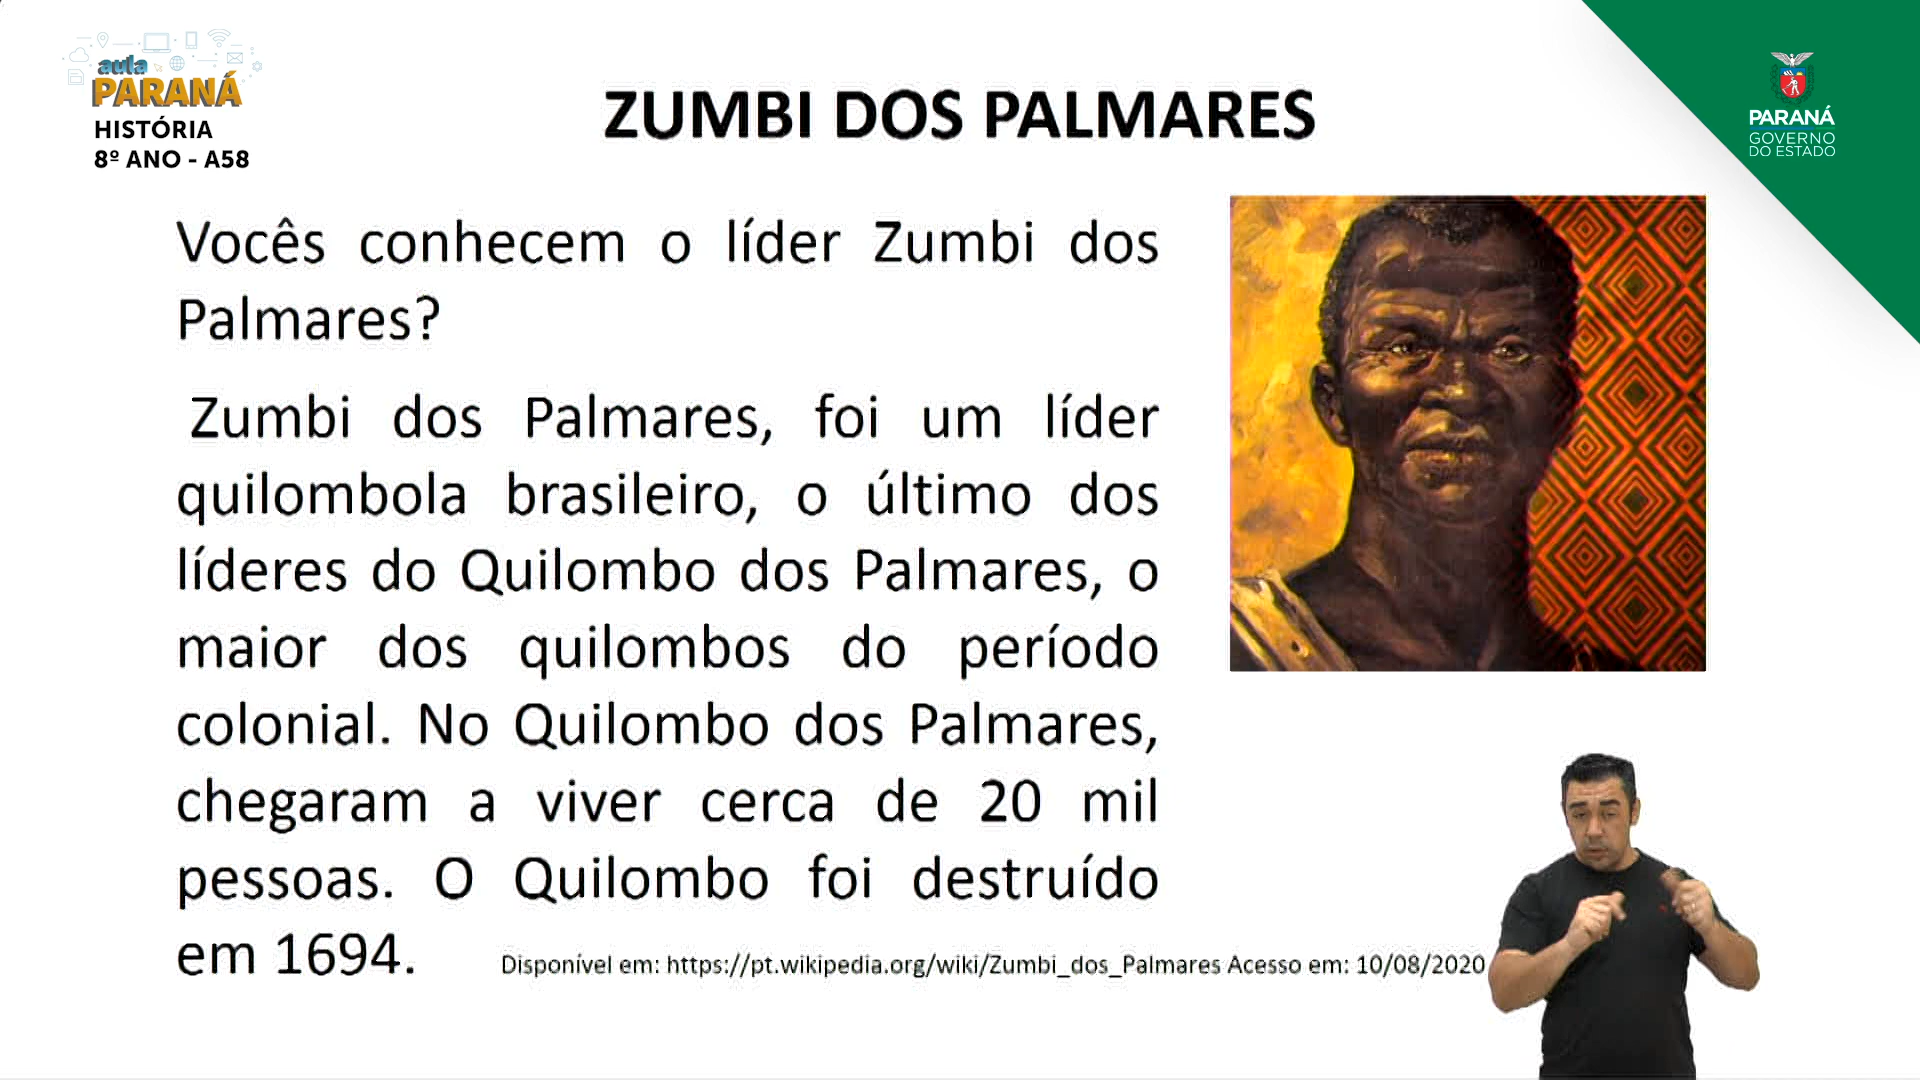 aula
PARANÁ
HISTÓRIA
8º ANO - A58
ZUMBI DOS PALMARES
PARANÁ
GOVERNO
DO ESTADO
Vocês conhecem o líder Zumbi dos
Palmares?
Zumbi dos Palmares, foi um líder
quilombola brasileiro, o último dos
líderes do Quilombo dos Palmares, o
maior dos quilombos do período
colonial. No Quilombo dos Palmares,
chegaram a viver cerca de 20 mil
pessoas. O Quilombo foi destruído
em 1694.
Disponível em: https://pt.wikipedia.org/wiki/Zumbi_dos_Palmares Acesso em: 10/08/2020